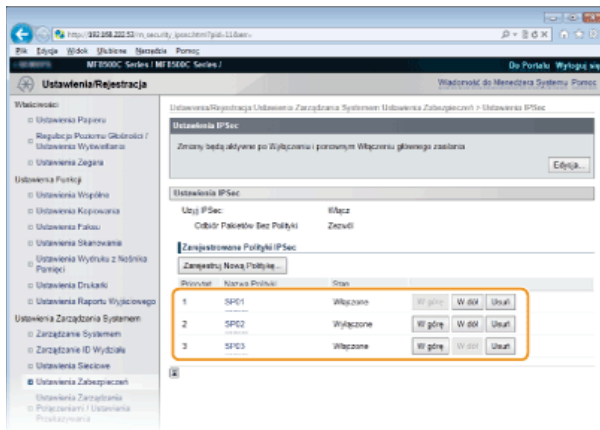 Plik Edycja Widok Ulubione Narzędzia Pomoc
MF8500C Series / MF8500C Series /
Do Portalu Wyloguj się
Ustawienia/Rejestracja
Wiadomość do Menedżera Systemu Pomoc
Właściwości
Ustawienia Papieru
Regulacja Poziomu Głośności /
Ustawienia Wyświetlania
Ustawienia Zegara
Ustawienia Funkcji
Ustawienia Wspólne
Ustawienia Kopiowania
Ustawienia Faksu
Ustawienia Skanowania
Ustawienia Wydruku z Nośnika
Pamięci
Ustawienia Drukarki
Ustawienia Raportu Wyjściowego
Ustawienia Zarządzania Systemem
Zarządzanie Systemem
Zarządzanie ID Wydziału
Ustawienia Sieciowe
Ustawienia Zabezpieczeń
Ustawienia Zarządzania
Połączeniami / Ustawienia
Przekazywania
Ustawienia/Rejestracja Ustawienia Zarządzania Systemem Ustawienia Zabezpieczeń > Ustawienia IPSec
Ustawienia IPSec
Zmiany będą aktywne po Wyłączeniu i ponownym Włączeniu głównego zasilania
Edycja...
Ustawienia IPSec
Użyj IPSec Włącz
Odbiór Pakietów Bez Polityki Zezwól
Zarejestrowane Polityki IPSec
Zarejestruj Nową Politykę...
Priorytet Nazwa Polityki Stan
1 SP01 Włączone W górę W dół Usuń
2 SP02 Wyłączone W górę W dół Usuń
3 SP03 Włączone W górę W dół Usuń